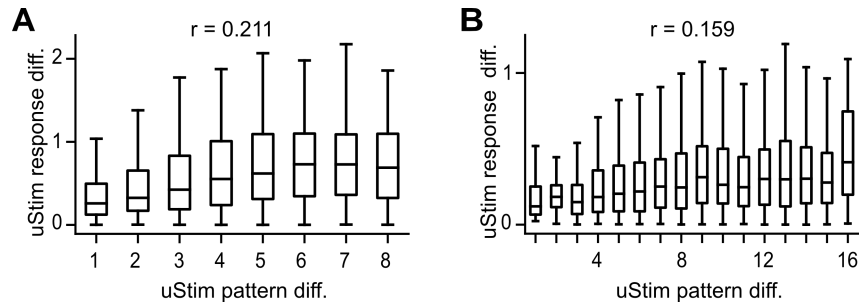 A
r = 0.211
uStim response diff.
2
1
0
1 2 3 4 5 6 7 8
uStim pattern diff.
B
r = 0.159
uStim response diff.
1
0
4 8 12 16
uStim pattern diff.